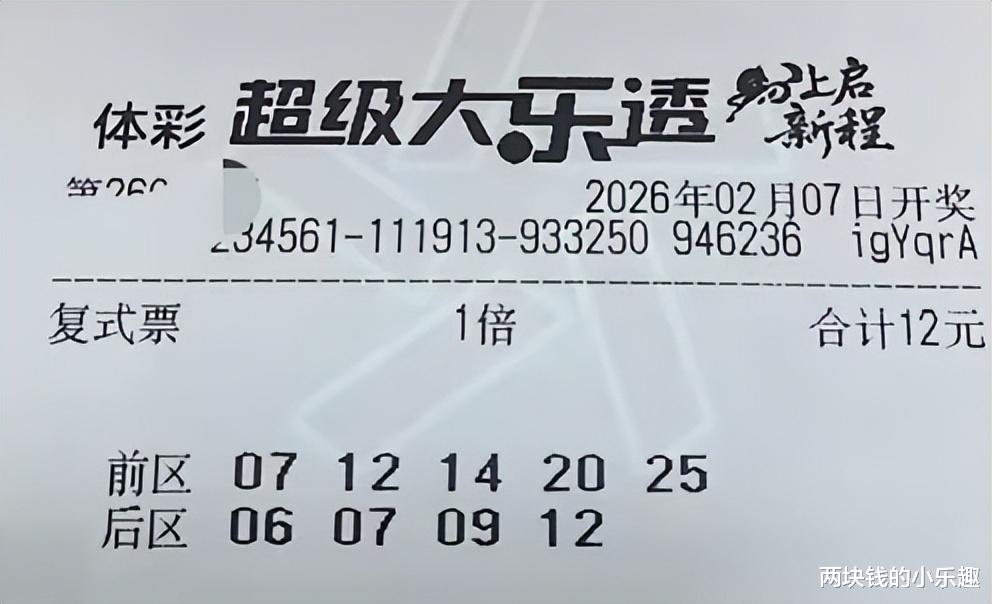 体彩 超级大乐透 马上启
新程
2026年02月07日开奖
234561-111913-933250 946236 igYqrA
复式票 1倍 合计12元
前区 07 12 14 20 25
后区 06 07 09 12
两块钱的小乐趣